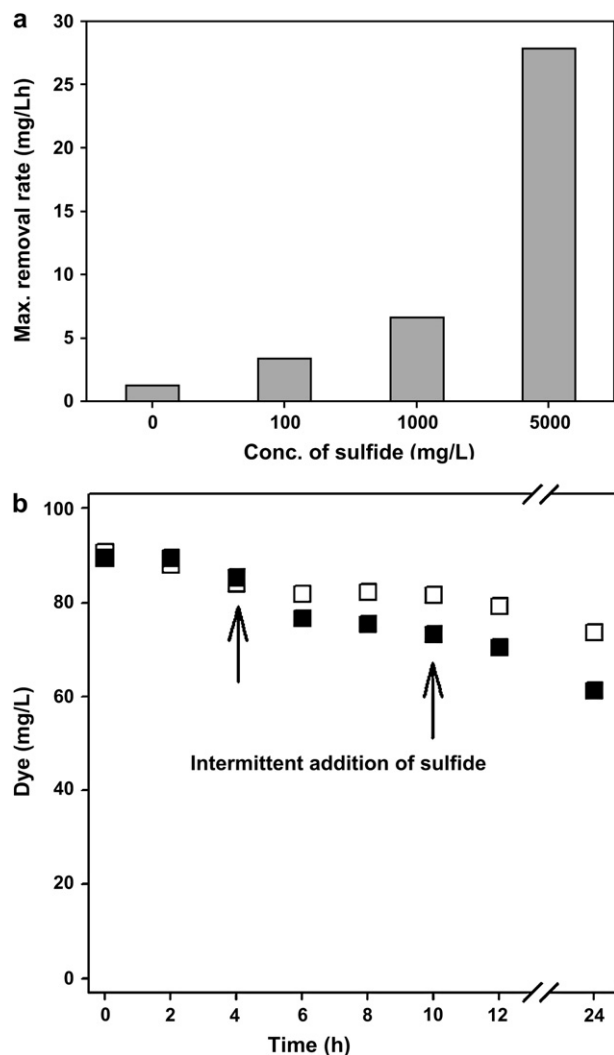 a
30
25
20
15
10
5
0
Max. removal rate (mg/Lh)
0 100 1000 5000
Conc. of sulfide (mg/L)
b
100
80
60
40
20
0
Dye (mg/L)
Intermittent addition of sulfide
0 2 4 6 8 10 12 24
Time (h)